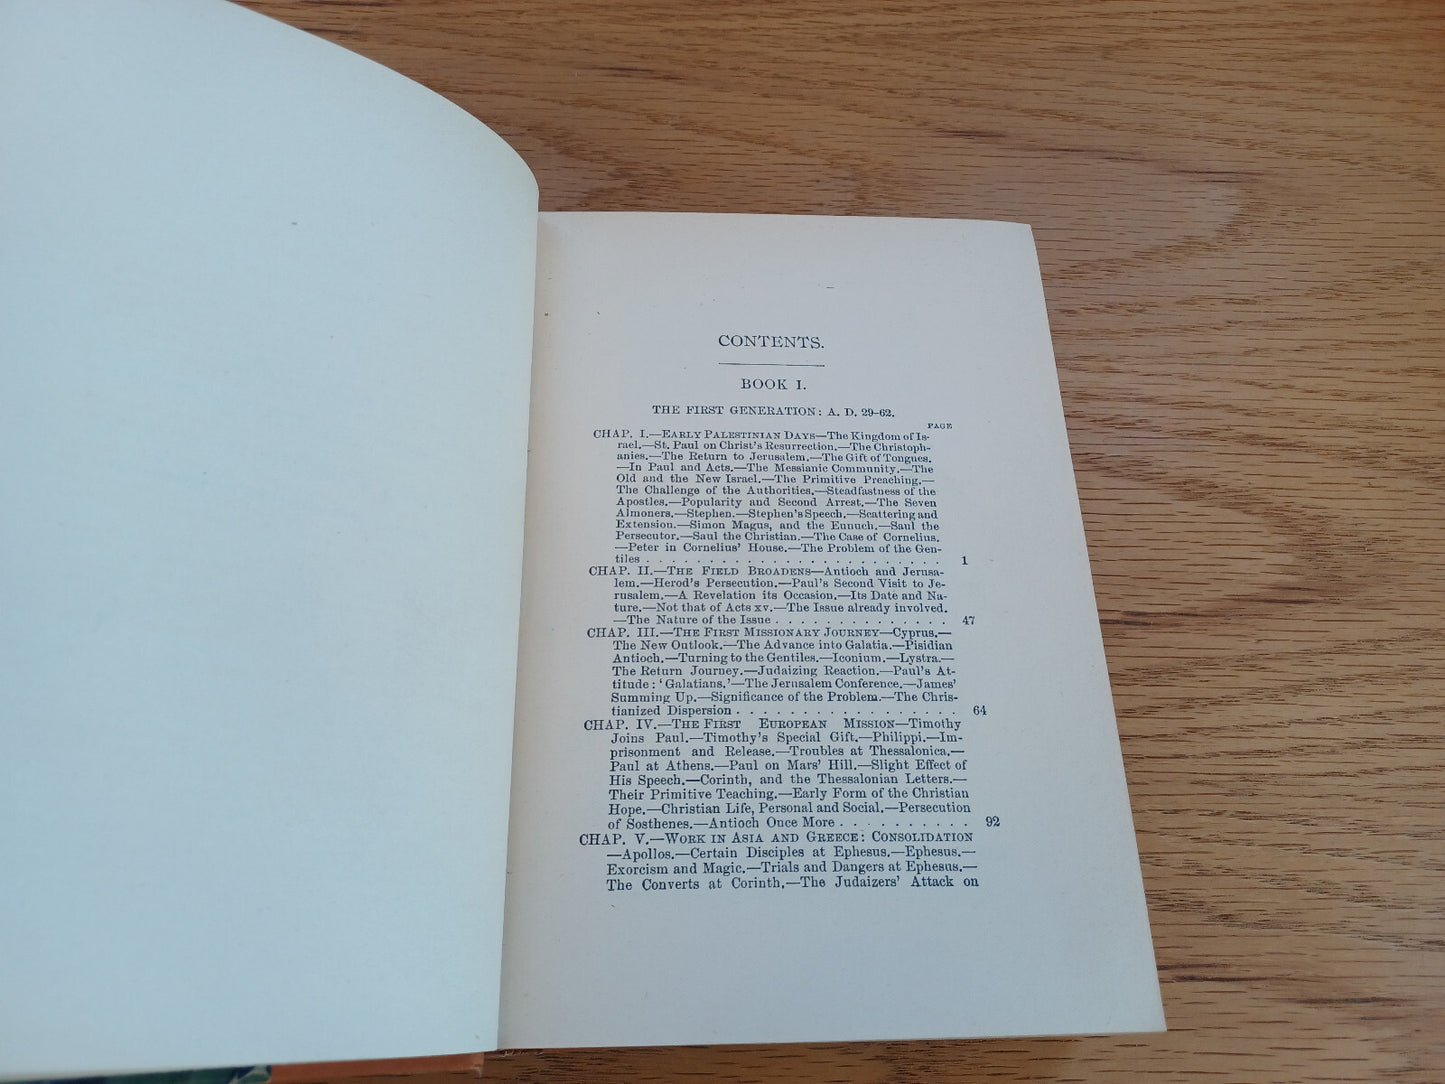 CONTENTS.
BOOK I.
THE FIRST GENERATION: A. D. 29-62.
PAGE
CHAP. I.—EARLY PALESTINIAN DAYS—The Kingdom of Is-
rael.—St. Paul on Christ's Resurrection.—The Christoph-
anies.—The Return to Jerusalem.—The Gift of Tongues.
—In Paul and Acts.—The Messianic Community.—The
Old and the New Israel.—The Primitive Preaching.—
The Challenge of the Authorities.—Steadfastness of the
Apostles.—Popularity and Second Arrest.—The Seven
Almoners.—Stephen.—Stephen's Speech.—Scattering and
Extension.—Simon Magus, and the Eunuch.—Saul the
Persecutor.—Saul the Christian.—The Case of Cornelius.
—Peter in Cornelius' House.—The Problem of the Gen-
tiles . . . . . . . . . . . . . . . . . . . . . . . . . 1
CHAP. II.—THE FIELD BROADENS—Antioch and Jerusa-
lem.—Herod's Persecution.—Paul's Second Visit to Je-
rusalem.—A Revelation its Occasion.—Its Date and Na-
ture.—Not that of Acts xv.—The Issue already involved.
—The Nature of the Issue . . . . . . . . . . . . . 47
CHAP. III.—THE FIRST MISSIONARY JOURNEY—Cyprus.—
The New Outlook.—The Advance into Galatia.—Pisidian
Antioch.—Turning to the Gentiles.—Iconium.—Lystra.—
The Return Journey.—Judaizing Reaction.—Paul's At-
titude: 'Galatians.'—The Jerusalem Conference.—James'
Summing Up.—Significance of the Problem.—The Chris-
tianized Dispersion . . . . . . . . . . . . . . . . . 64
CHAP. IV.—THE FIRST EUROPEAN MISSION—Timothy
Joins Paul.—Timothy's Special Gift.—Philippi.—Im-
prisonment and Release.—Troubles at Thessalonica.—
Paul at Athens.—Paul on Mars' Hill.—Slight Effect of
His Speech.—Corinth, and the Thessalonian Letters.—
Their Primitive Teaching.—Early Form of the Christian
Hope.—Christian Life, Personal and Social.—Persecution
of Sosthenes.—Antioch Once More . . . . . . . . . . 92
CHAP. V.—WORK IN ASIA AND GREECE: CONSOLIDATION
—Apollos.—Certain Disciples at Ephesus.—Ephesus.—
Exorcism and Magic.—Trials and Dangers at Ephesus.—
The Converts at Corinth.—The Judaizers' Attack on